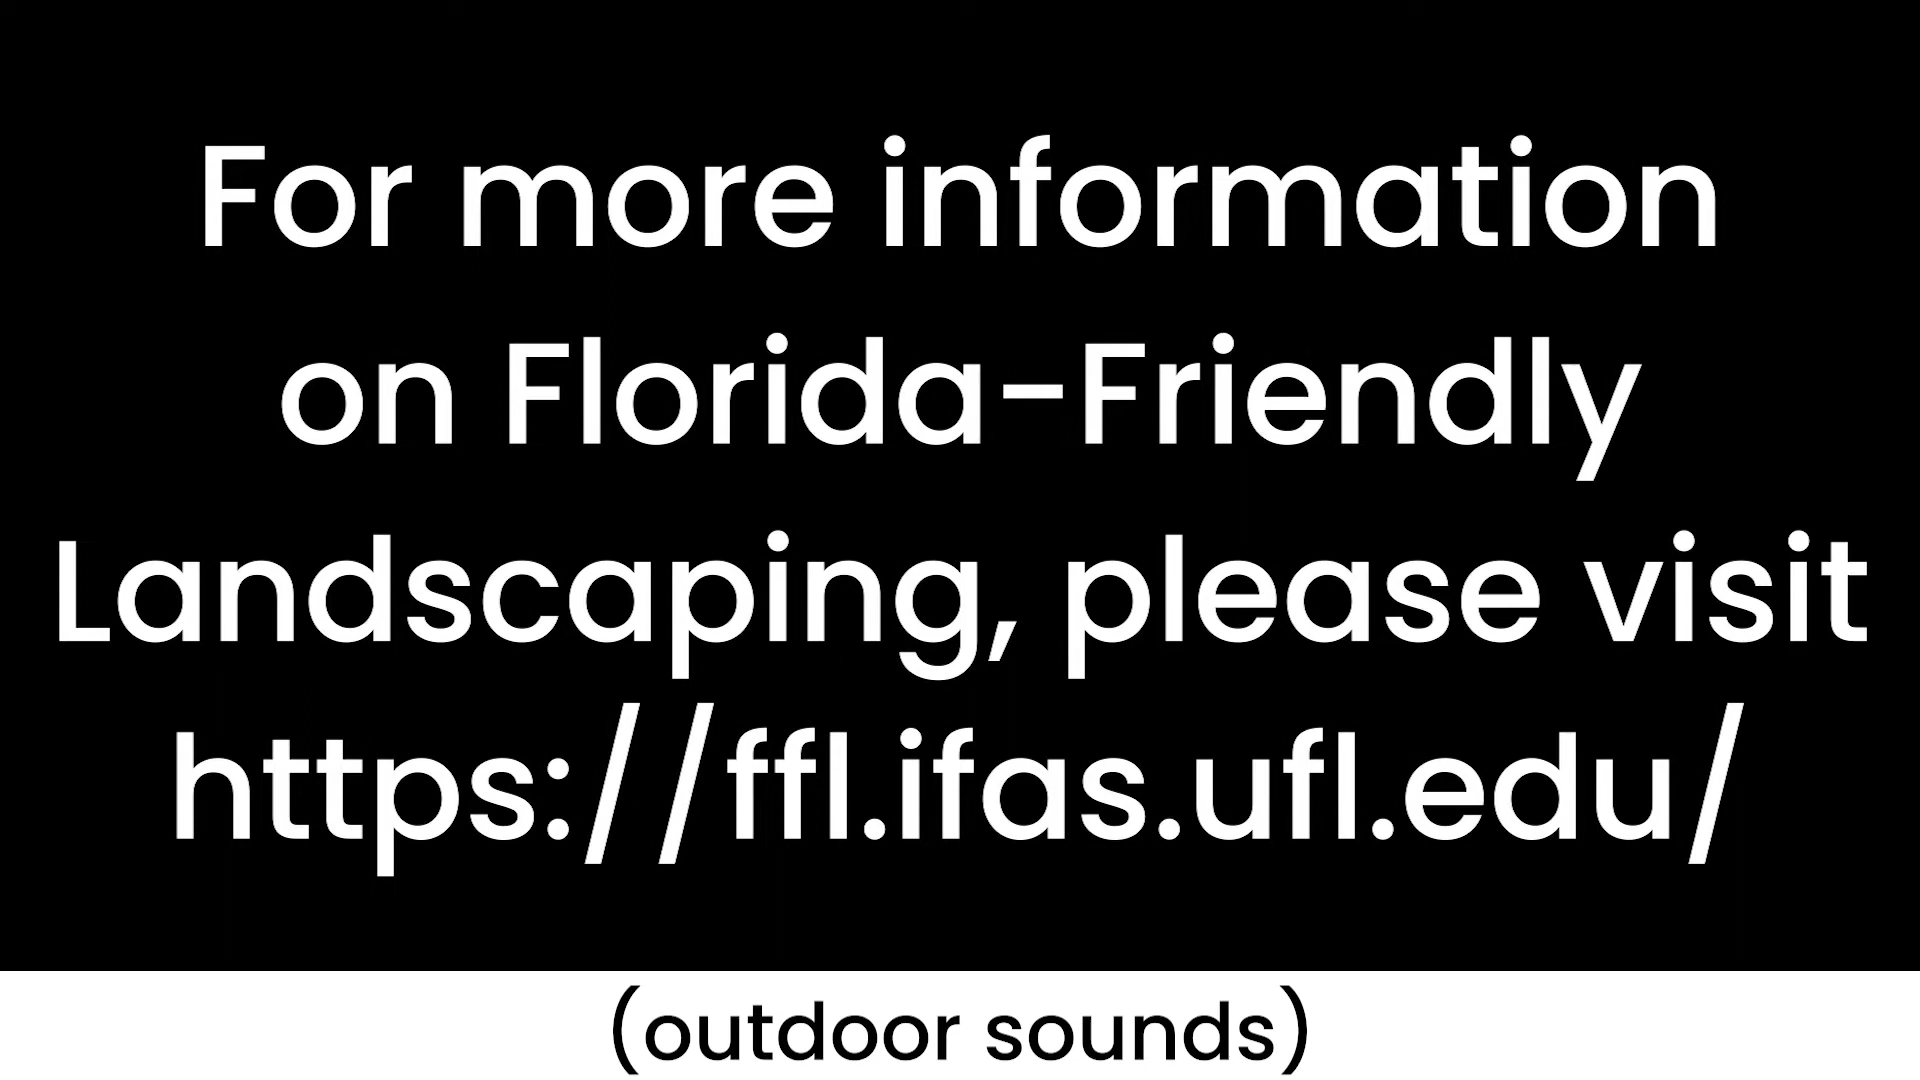 For more information
on Florida-Friendly
Landscaping, please visit
https://ffl.ifas.ufl.edu/
(outdoor sounds)